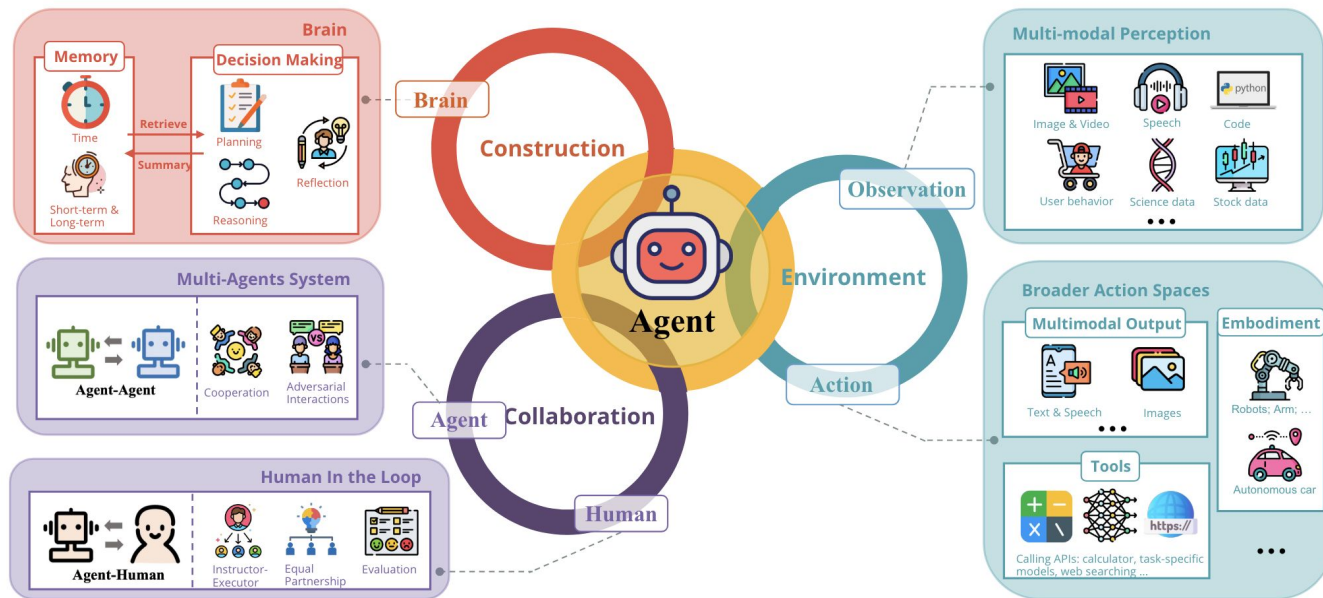 Brain
Memory
Decision Making
Time
Retrieve
Summary
Planning
Reflection
Short-term &
Long-term
Reasoning
Brain
Construction
Multi-Agents System
Agent-Agent
Cooperation
Adversarial
Interactions
Agent
Collaboration
Human In the Loop
Agent-Human
Instructor-
Executor
Equal
Partnership
Evaluation
Human
Agent
Observation
Environment
Action
Multi-modal Perception
Image & Video
Speech
python
Code
User behavior
Science data
Stock data
•••
Broader Action Spaces
Multimodal Output
A
Text & Speech
Images
•••
Embodiment
Robots; Arm; …
Autonomous car
•••
Tools
+ −
X \
https://
Calling APIs: calculator, task-specific
models, web searching ...
VS